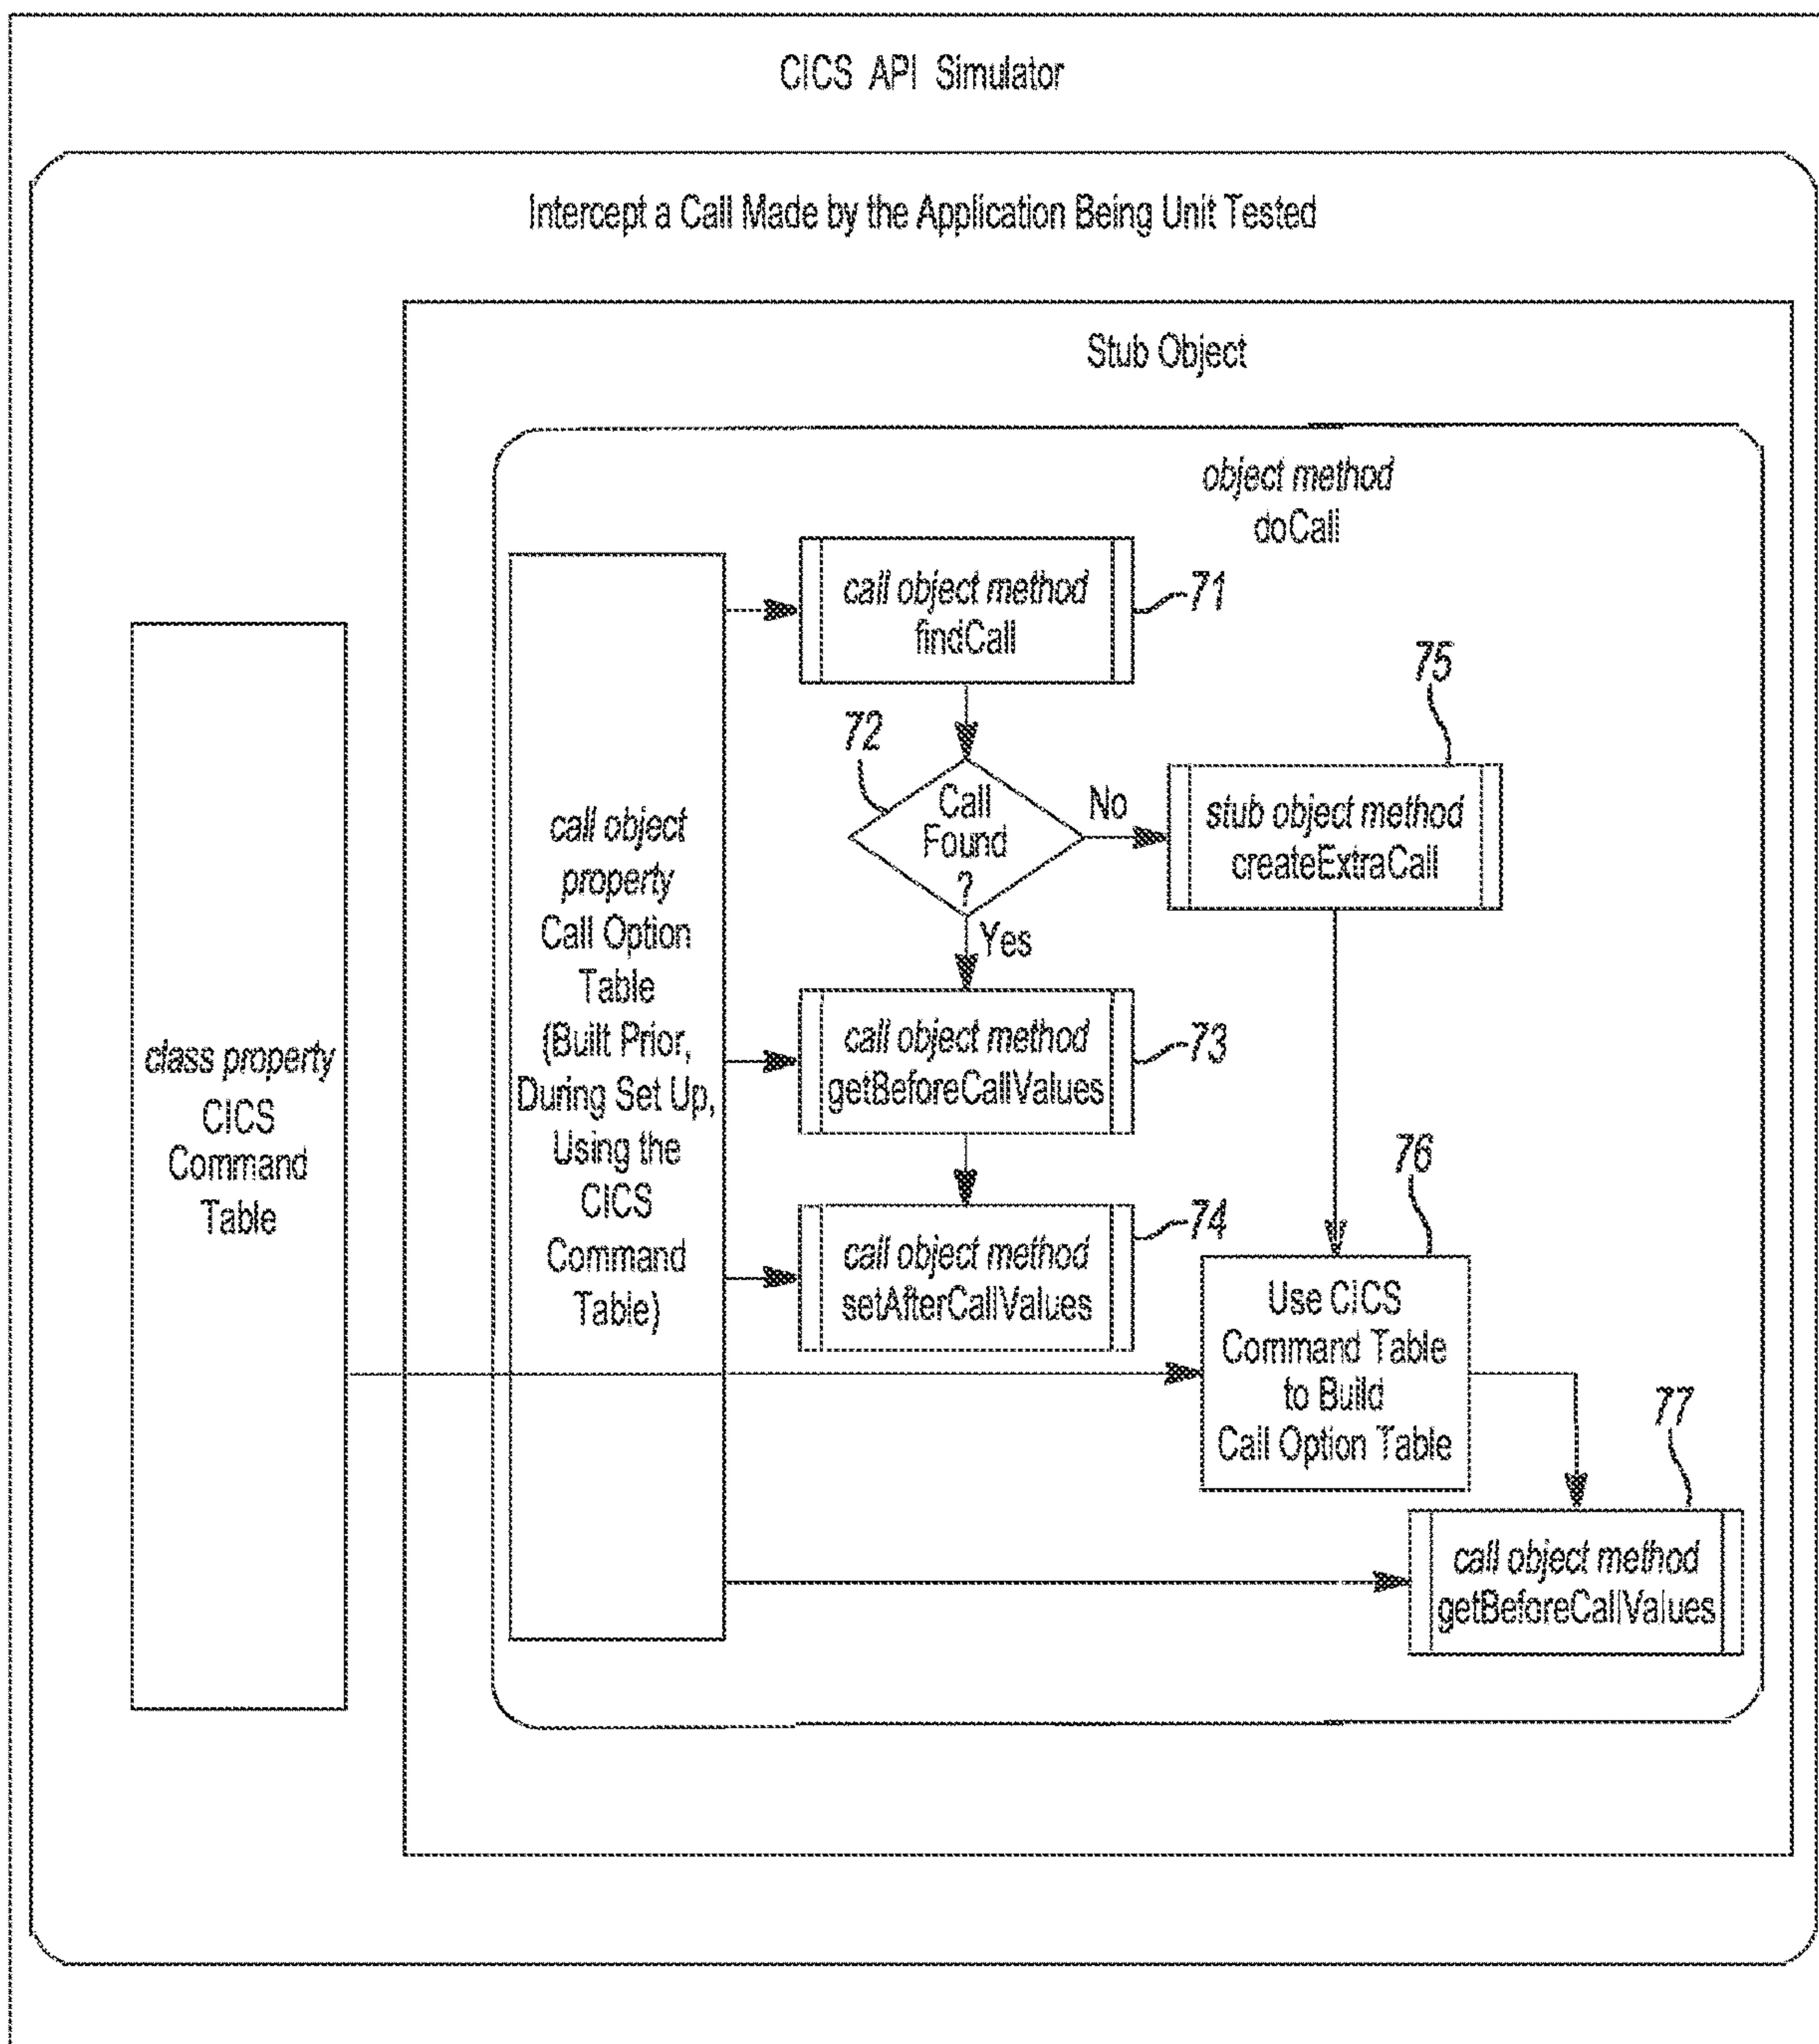 CICS API Simulator
Intercept a Call Made by the Application Being Unit Tested
Stub Object
object method
doCall
call object method
findCall
71
72
Call
Found
?
No
Yes
75
stub object method
createExtraCall
class property
CICS
Command
Table
call object
property
Call Option
Table
(Built Prior,
During Set Up,
Using the
CICS
Command
Table)
call object method
getBeforeCallValues
73
call object method
setAfterCallValues
74
76
Use CICS
Command Table
to Build
Call Option Table
77
call object method
getBeforeCallValues